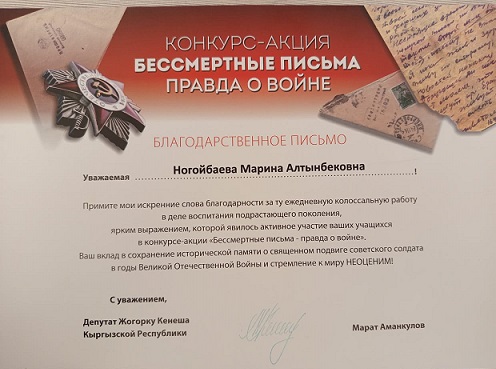 КОНКУРС-АКЦИЯ
БЕССМЕРТНЫЕ ПИСЬМА
ПРАВДА О ВОЙНЕ
БЛАГОДАРСТВЕННОЕ ПИСЬМО
Уважаемая Ногойбаева Марина Алтынбековна !
Примите мои искренние слова благодарности за ту ежедневную колоссальную работу
в деле воспитания подрастающего поколения,
ярким выражением, которой явилось активное участие ваших учащихся
в конкурс-акции «Бессмертные письма - правда о войне».
Ваш вклад в сохранение исторической памяти о священном подвиге советского солдата
в годы Великой Отечественной Войны и стремление к миру НЕОЦЕНИМ!
С уважением,
Депутат Жогорку Кенеша
Кыргызской Республики
Марат Аманкулов